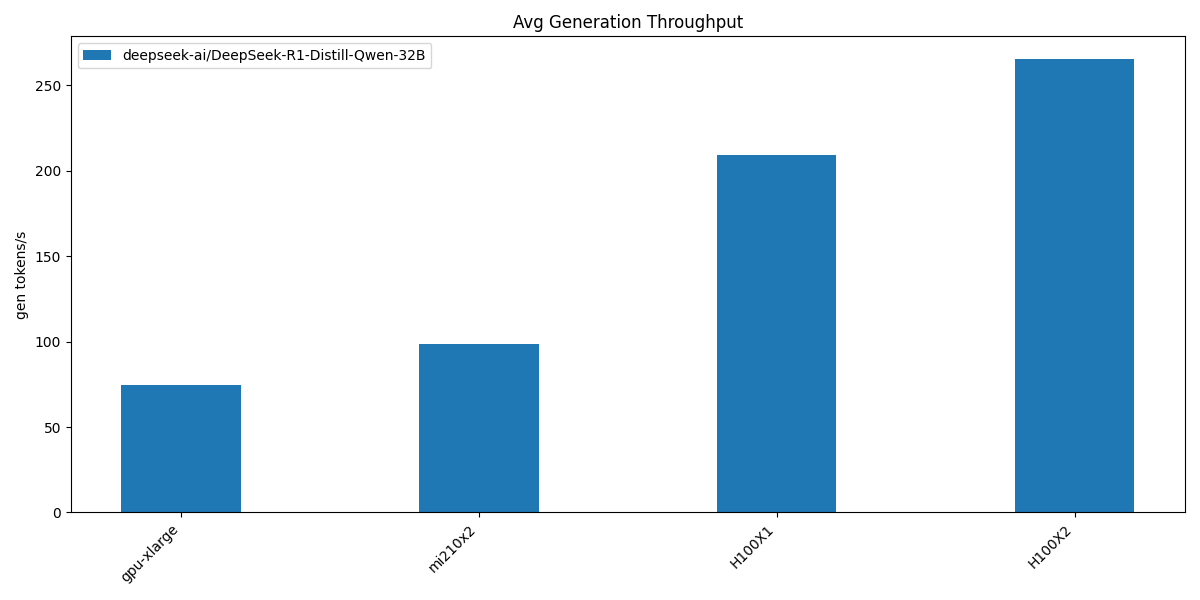 Avg Generation Throughput
deepseek-ai/DeepSeek-R1-Distill-Qwen-32B
gen tokens/s
250
200
150
100
50
0
gpu-xlarge
mi210x2
H100X1
H100X2